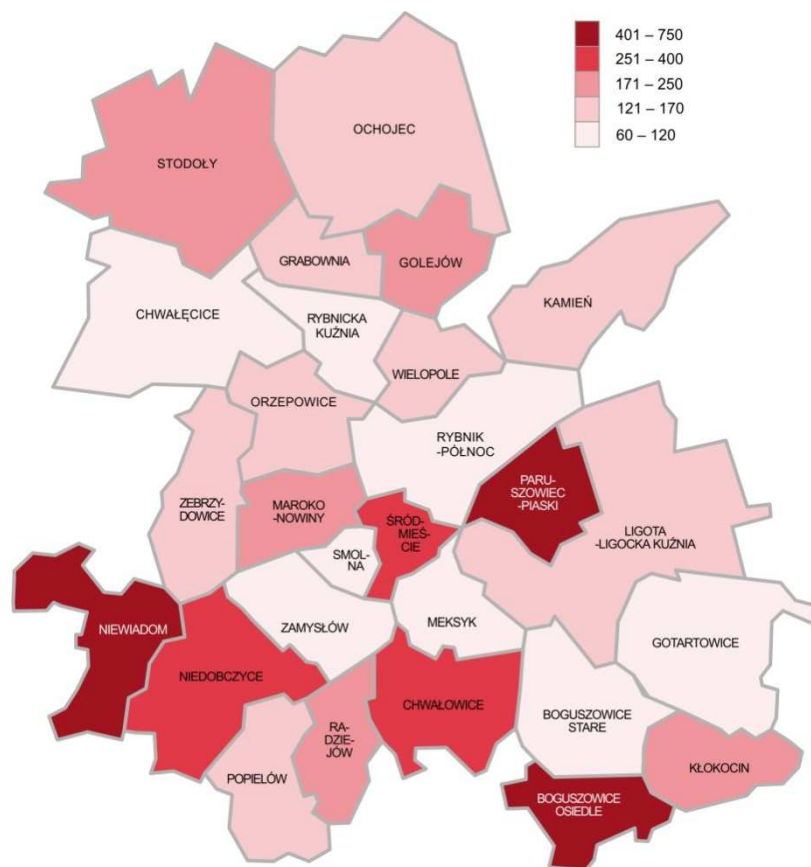 401 – 750
251 – 400
171 – 250
121 – 170
60 – 120
OCHOJEC
STODOŁY
GRABOWNIA
GOLEJÓW
KAMIEŃ
CHWAŁĘCICE
RYBNICKA
KUŹNIA
WIELOPOLE
ORZEPOWICE
RYBNIK
-PÓŁNOC
PARU-
SZOWIEC
-PIASKI
ZEBRZY-
DOWICE
MAROKO
-NOWINY
ŚRÓD-
MIEŚ-
CIE
LIGOTA
-LIGOCKA KUŹNIA
SMOL-
NA
NIEWIADOM
ZAMYSŁÓW
MEKSYK
GOTARTOWICE
NIEDOBCZYCE
CHWAŁOWICE
BOGUSZOWICE
STARE
RA-
DZIE-
JÓW
POPIELÓW
KŁOKOCIN
BOGUSZOWICE
OSIEDLE